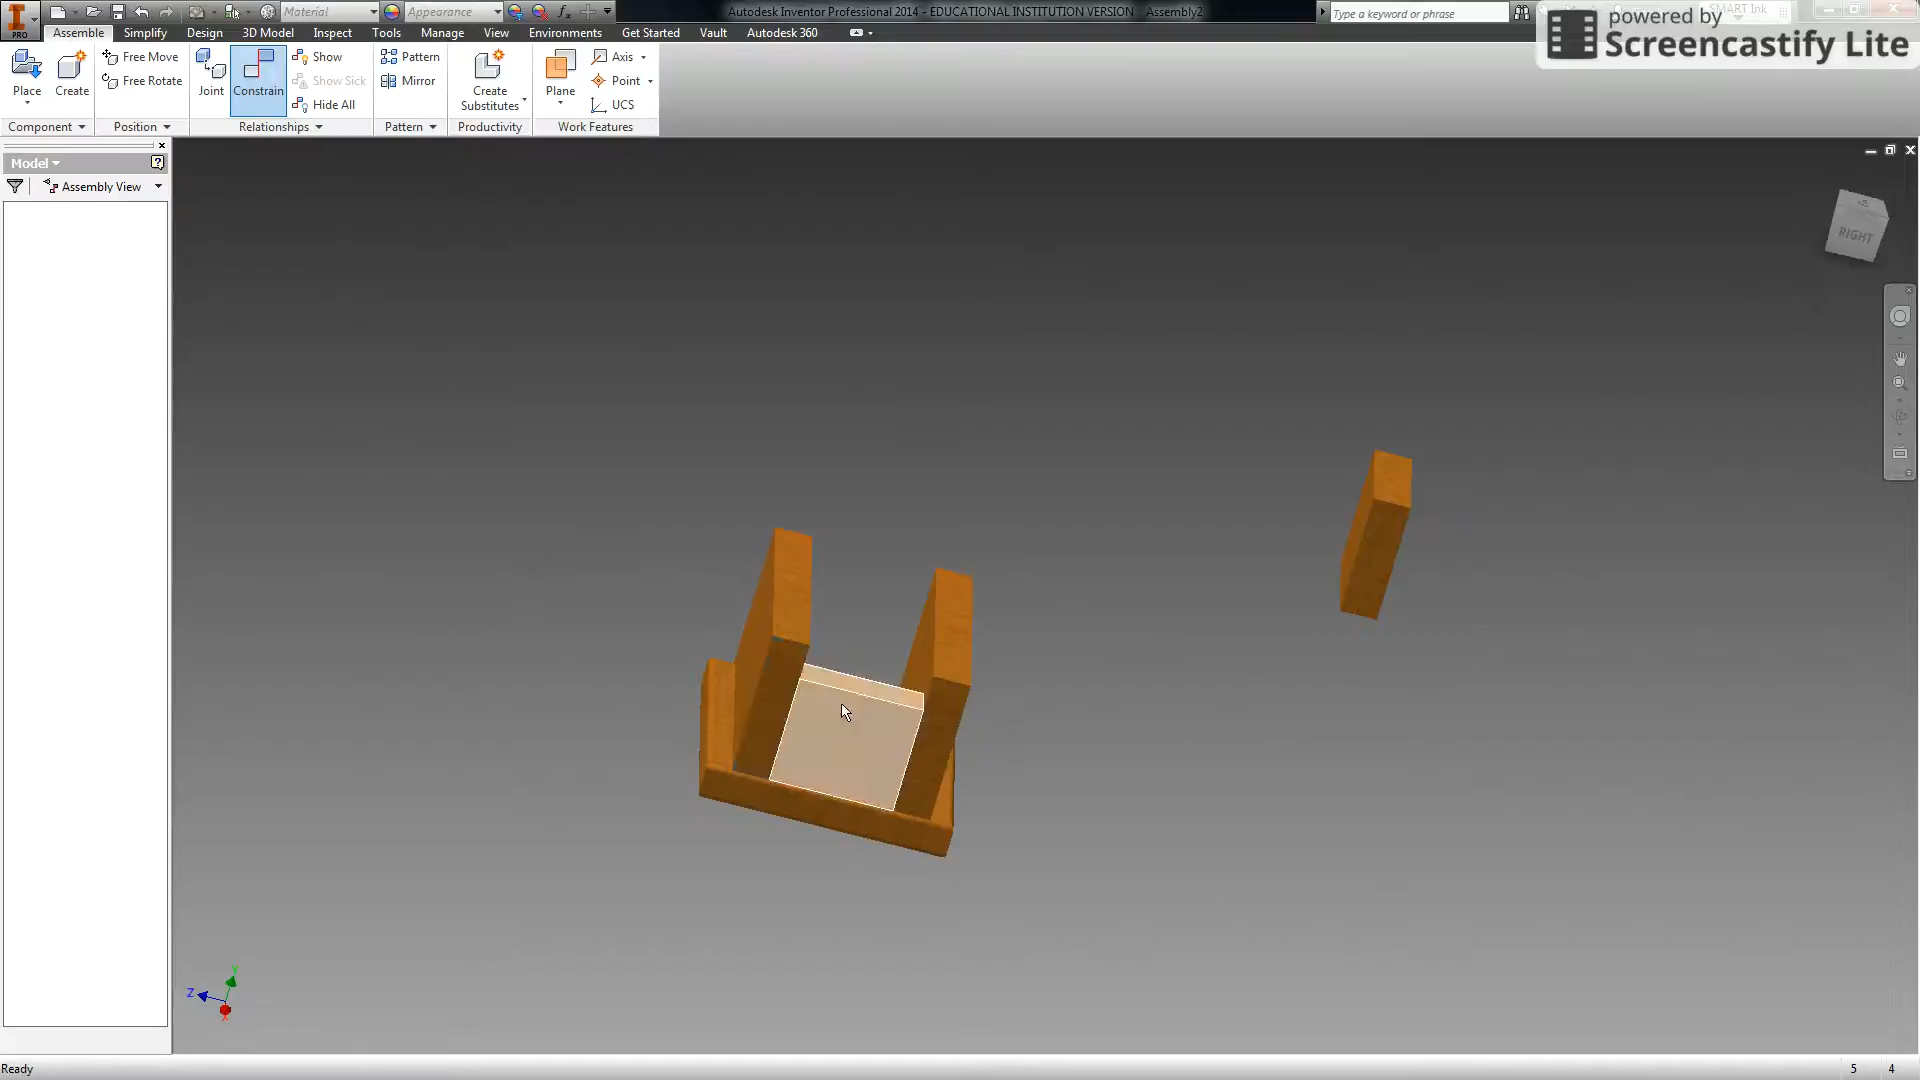 PRO
Material
Appearance
Autodesk Inventor Professional 2014 - EDUCATIONAL INSTITUTION VERSION Assembly2
Type a keyword or phrase
SMART Ink
powered by
Screencastify Lite
Assemble Simplify Design 3D Model Inspect Tools Manage View Environments Get Started Vault Autodesk 360
Place
Create
Free Move
Free Rotate
Joint
Constrain
Show
Show Sick
Hide All
Pattern
Mirror
Create
Substitutes
Plane
Axis
Point
UCS
Component Position Relationships Pattern Productivity Work Features
Model
Assembly View
RIGHT
Y
Z
X
Ready
5 4